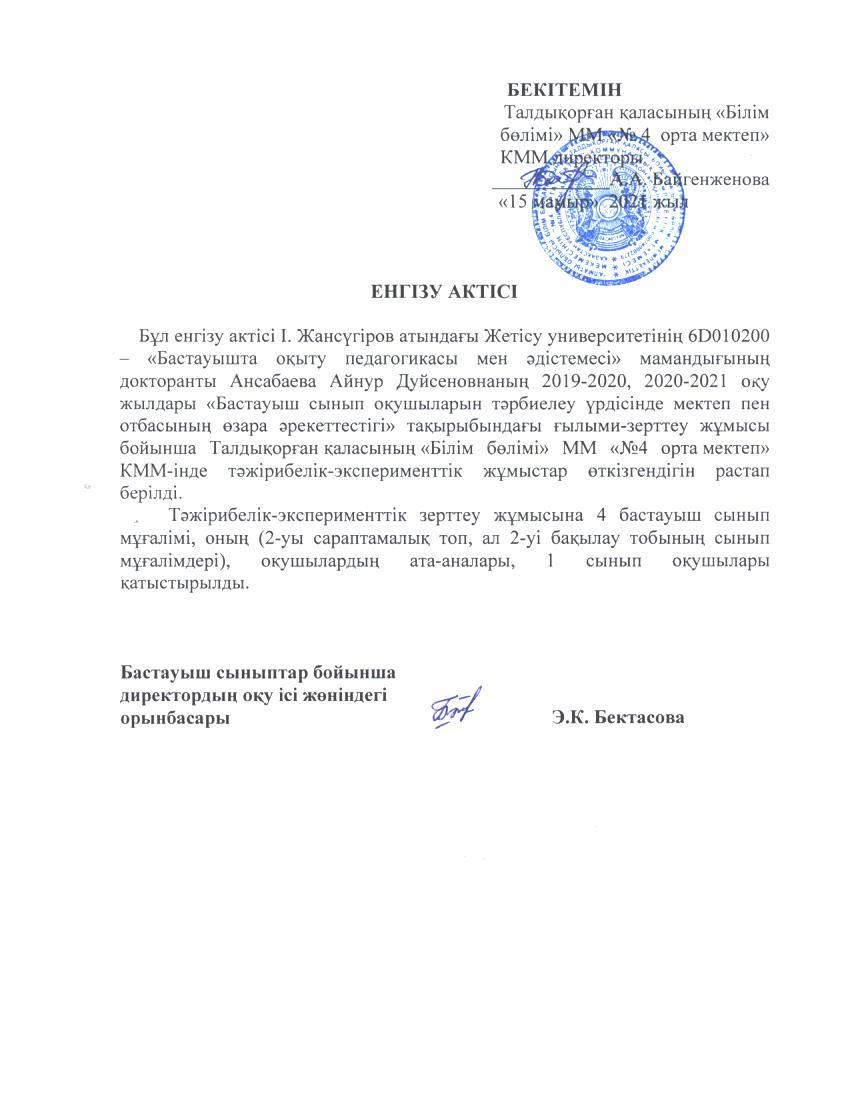 БЕКІТЕМІН
Талдықорған қаласының «Білім
бөлімі» ММ «№ 4 орта мектеп»
КММ директоры
А.А. Байгенженова
«15 мамыр» 2021 жыл
ЕНГІЗУ АКТІСІ
Бұл енгізу актісі І. Жансүгіров атындағы Жетісу университетінің 6D010200
– «Бастауышта оқыту педагогикасы мен әдістемесі» мамандығының
докторанты Ансабаева Айнур Дуйсеновнаның 2019-2020, 2020-2021 оқу
жылдары «Бастауыш сынып оқушыларын тәрбиелеу үрдісінде мектеп пен
отбасының өзара әрекеттестігі» тақырыбындағы ғылыми-зерттеу жұмысы
бойынша Талдықорған қаласының «Білім бөлімі» ММ «№4 орта мектеп»
КММ-інде тәжірибелік-эксперименттік жұмыстар өткізгендігін растап
берілді.
Тәжірибелік-эксперименттік зерттеу жұмысына 4 бастауыш сынып
мұғалімі, оның (2-уы сараптамалық топ, ал 2-уі бақылау тобының сынып
мұғалімдері), оқушылардың ата-аналары, 1 сынып оқушылары
қатыстырылды.
Бастауыш сыныптар бойынша
директордың оқу ісі жөніндегі
орынбасары Э.К. Бектасова